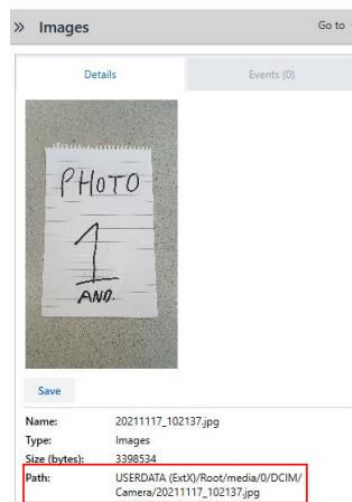 » Images Go to
Details Events (0)
PHOTO
1
AND.
Save
Name: 20211117_102137.jpg
Type: Images
Size (bytes): 3398534
Path: USERDATA (ExtX)/Root/media/0/DCIM/
Camera/20211117_102137.jpg